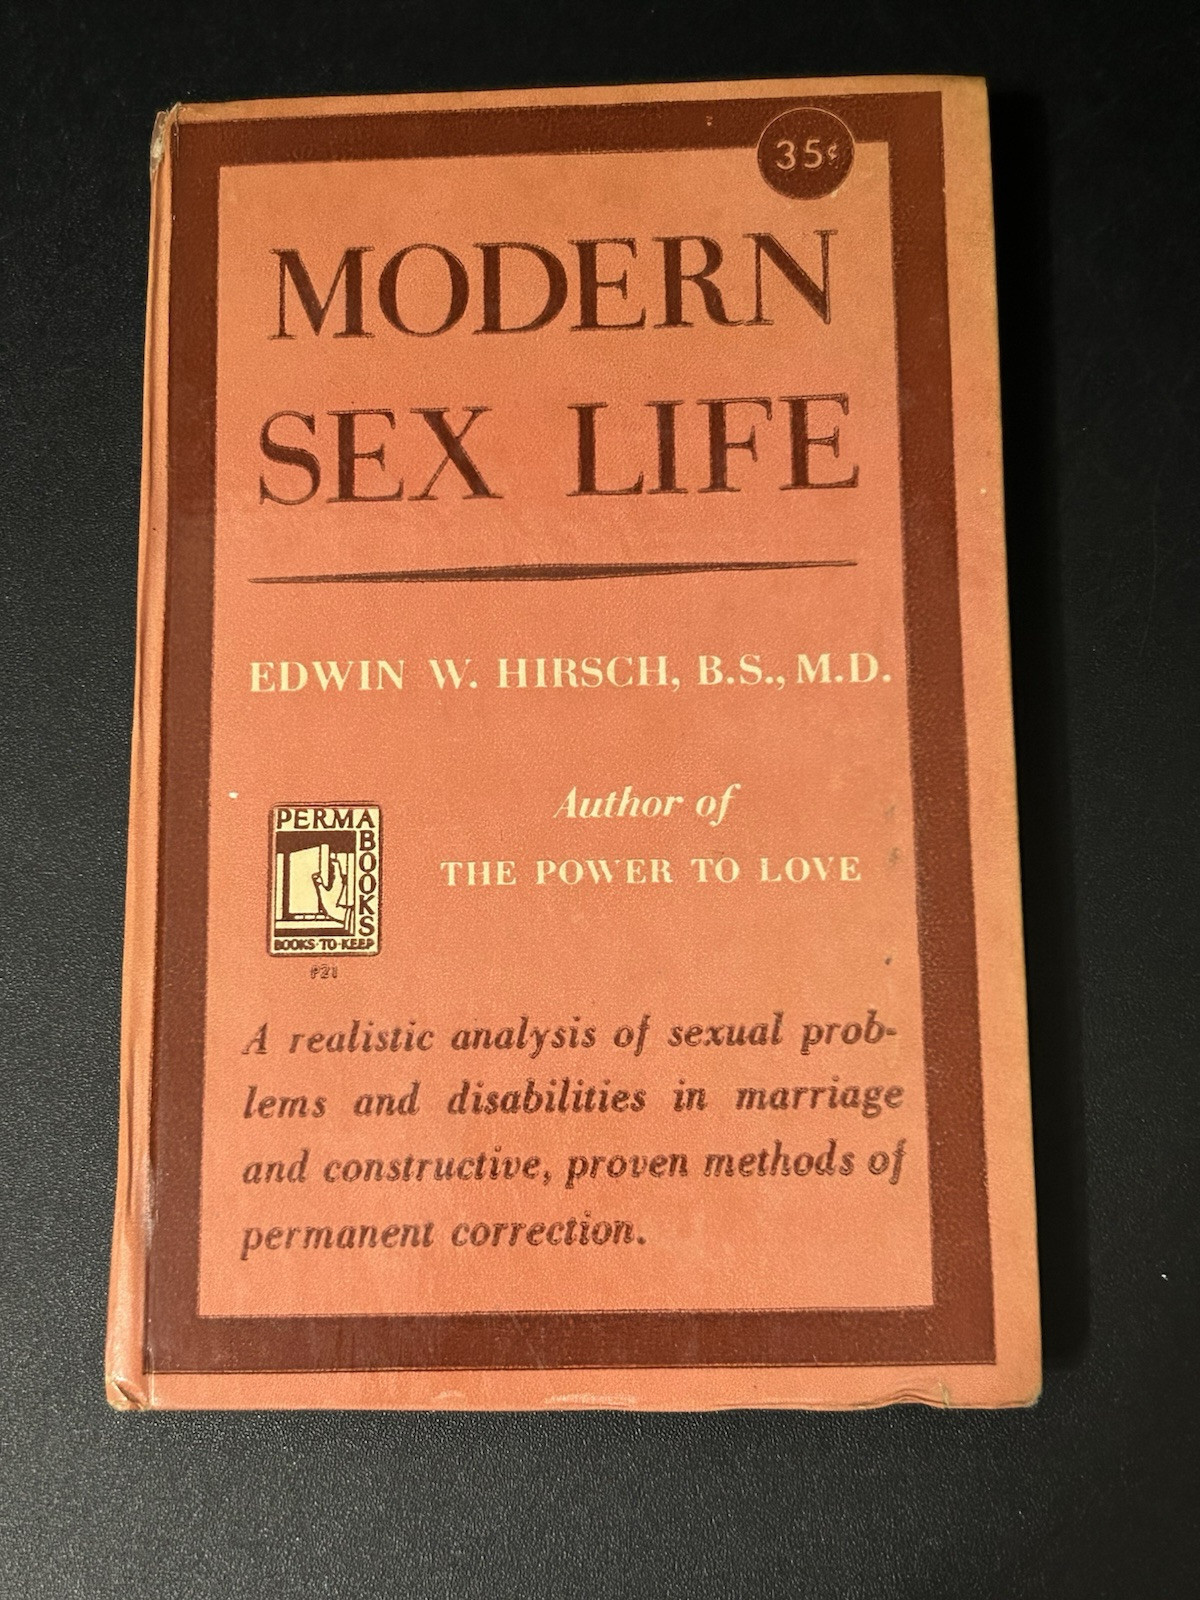 35¢
MODERN
SEX LIFE
EDWIN W. HIRSCH, B.S., M.D.
Author of
THE POWER TO LOVE
PERMA
BOOKS
BOOKS-TO-KEEP
P21
A realistic analysis of sexual prob-
lems and disabilities in marriage
and constructive, proven methods of
permanent correction.